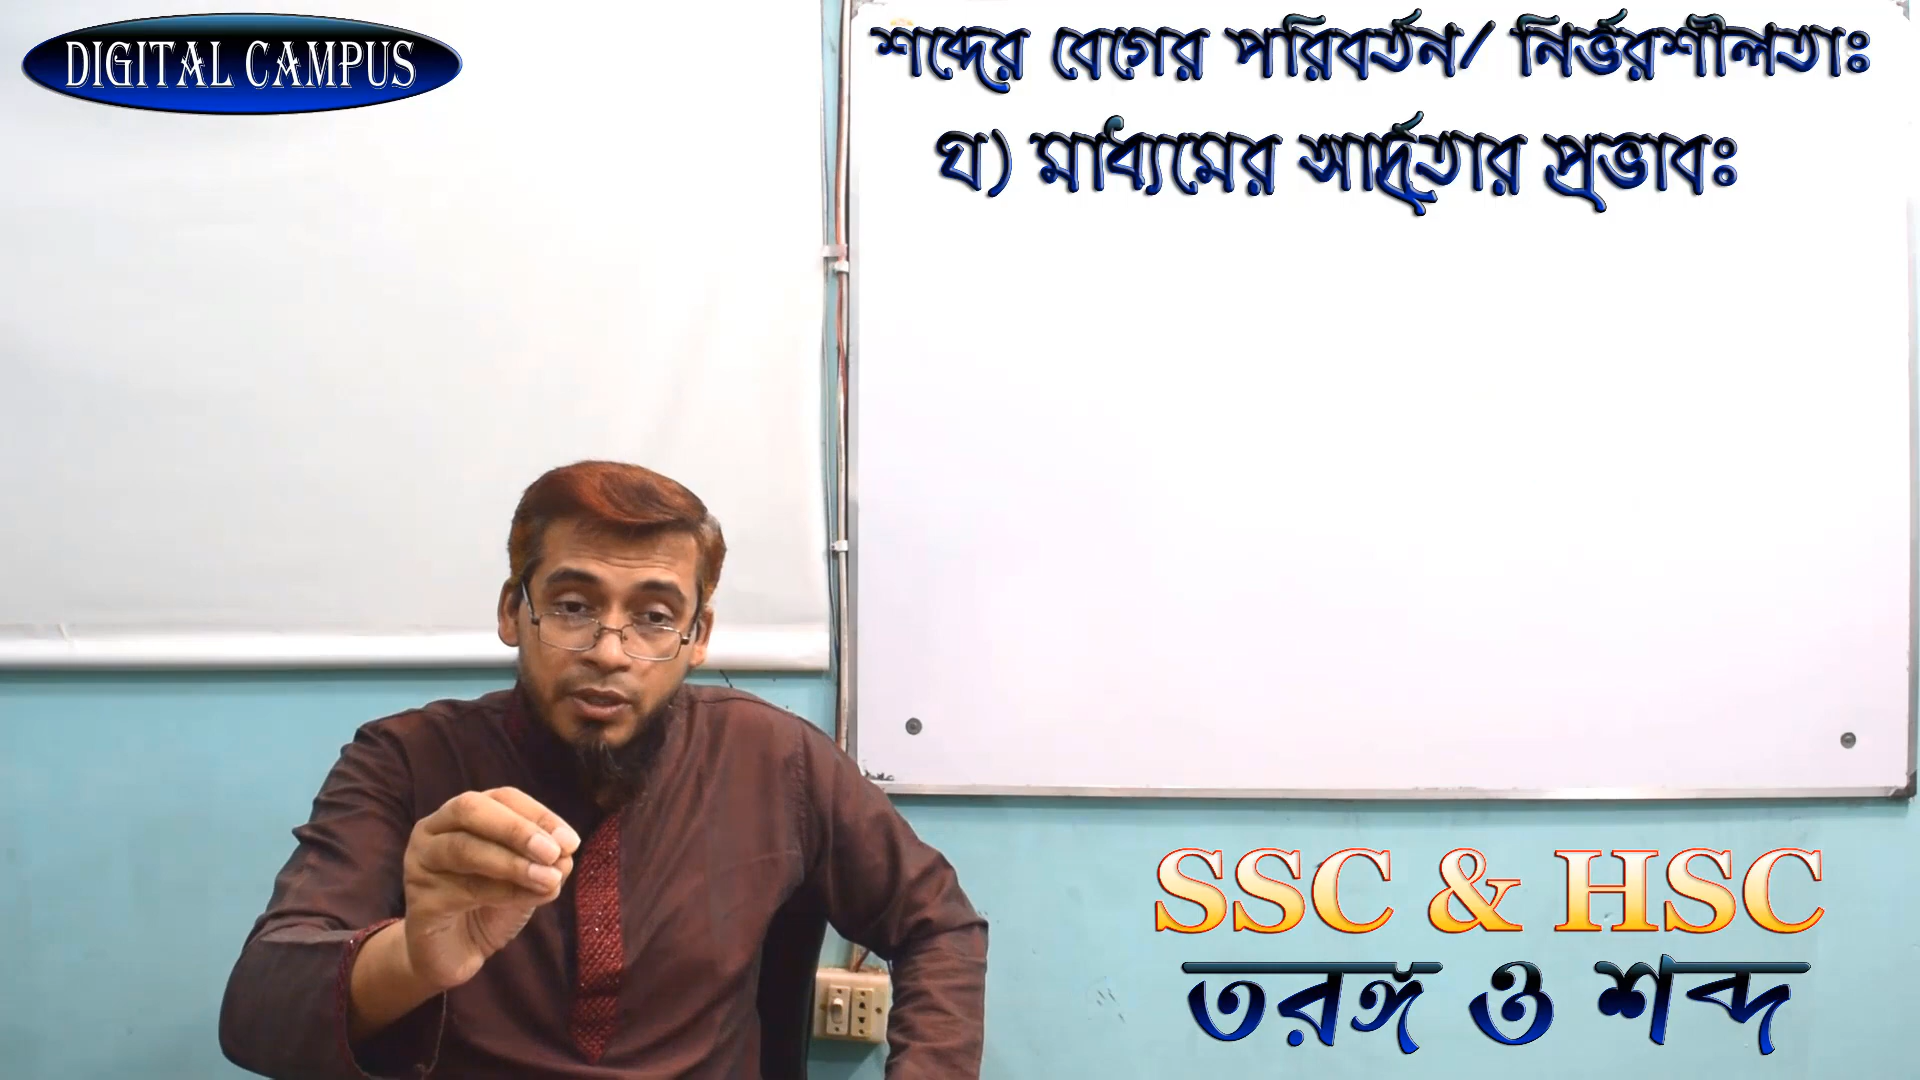 DIGITAL CAMPUS
শব্দের বেগের পরিবর্তন/ নির্ভরশীলতাঃ
ঘ) মাধ্যমের আর্দ্রতার প্রভাবঃ
SSC & HSC
তরঙ্গ ও শব্দ